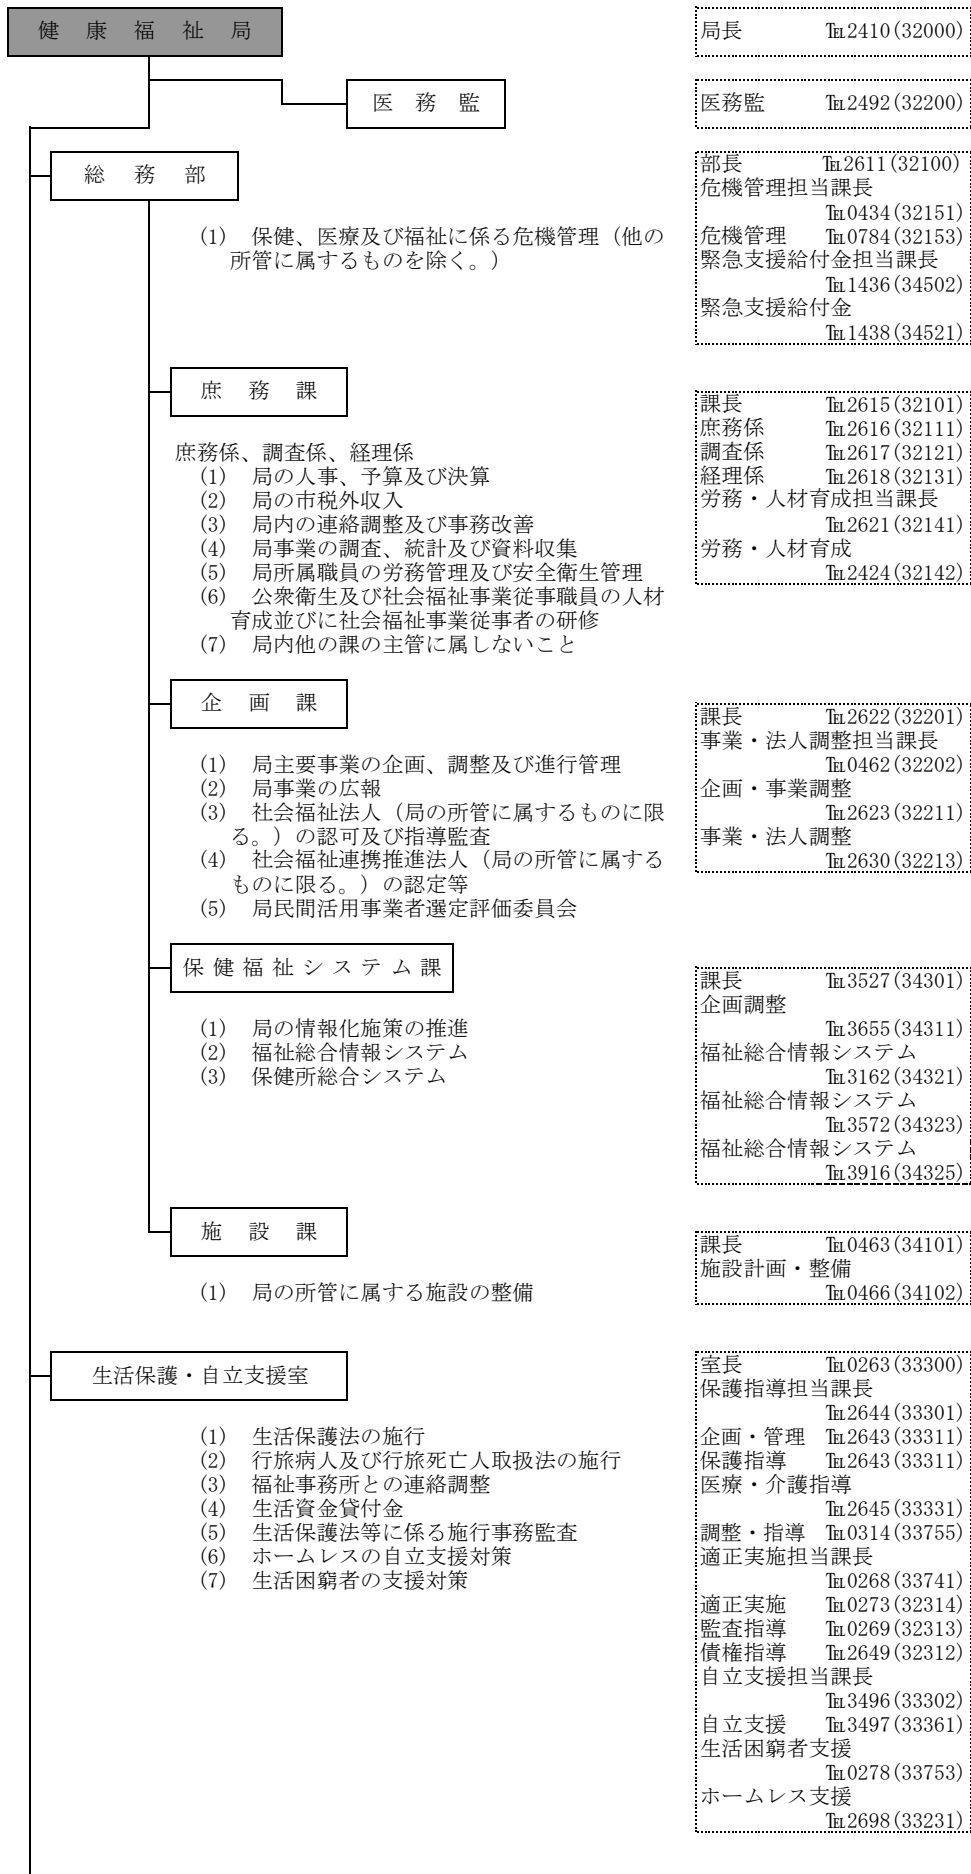 健康福祉局
局長 ℡2410(32000)
医務監
医務監 ℡2492(32200)
総務部
(1) 保健、医療及び福祉に係る危機管理（他の
所管に属するものを除く。）
部長 ℡2611(32100)
危機管理担当課長
℡0434(32151)
危機管理 ℡0784(32153)
緊急支援給付金担当課長
℡1436(34502)
緊急支援給付金
℡1438(34521)
庶務課
庶務係、調査係、経理係
(1) 局の人事、予算及び決算
(2) 局の市税外収入
(3) 局内の連絡調整及び事務改善
(4) 局事業の調査、統計及び資料収集
(5) 局所属職員の労務管理及び安全衛生管理
(6) 公衆衛生及び社会福祉事業従事職員の人材
育成並びに社会福祉事業従事者の研修
(7) 局内他の課の主管に属しないこと
課長 ℡2615(32101)
庶務係 ℡2616(32111)
調査係 ℡2617(32121)
経理係 ℡2618(32131)
労務・人材育成担当課長
℡2621(32141)
労務・人材育成
℡2424(32142)
企画課
(1) 局主要事業の企画、調整及び進行管理
(2) 局事業の広報
(3) 社会福祉法人（局の所管に属するものに限
る。）の認可及び指導監査
(4) 社会福祉連携推進法人（局の所管に属する
ものに限る。）の認定等
(5) 局民間活用事業者選定評価委員会
課長 ℡2622(32201)
事業・法人調整担当課長
℡0462(32202)
企画・事業調整
℡2623(32211)
事業・法人調整
℡2630(32213)
保健福祉システム課
(1) 局の情報化施策の推進
(2) 福祉総合情報システム
(3) 保健所総合システム
課長 ℡3527(34301)
企画調整
℡3655(34311)
福祉総合情報システム
℡3162(34321)
福祉総合情報システム
℡3572(34323)
福祉総合情報システム
℡3916(34325)
施設課
(1) 局の所管に属する施設の整備
課長 ℡0463(34101)
施設計画・整備
℡0466(34102)
生活保護・自立支援室
(1) 生活保護法の施行
(2) 行旅病人及び行旅死亡人取扱法の施行
(3) 福祉事務所との連絡調整
(4) 生活資金貸付金
(5) 生活保護法等に係る施行事務監査
(6) ホームレスの自立支援対策
(7) 生活困窮者の支援対策
室長 ℡0263(33300)
保護指導担当課長
℡2644(33301)
企画・管理 ℡2643(33311)
保護指導 ℡2643(33311)
医療・介護指導
℡2645(33331)
調整・指導 ℡0314(33755)
適正実施担当課長
℡0268(33741)
適正実施 ℡0273(32314)
監査指導 ℡0269(32313)
債権指導 ℡2649(32312)
自立支援担当課長
℡3496(33302)
自立支援 ℡3497(33361)
生活困窮者支援
℡0278(33753)
ホームレス支援
℡2698(33231)